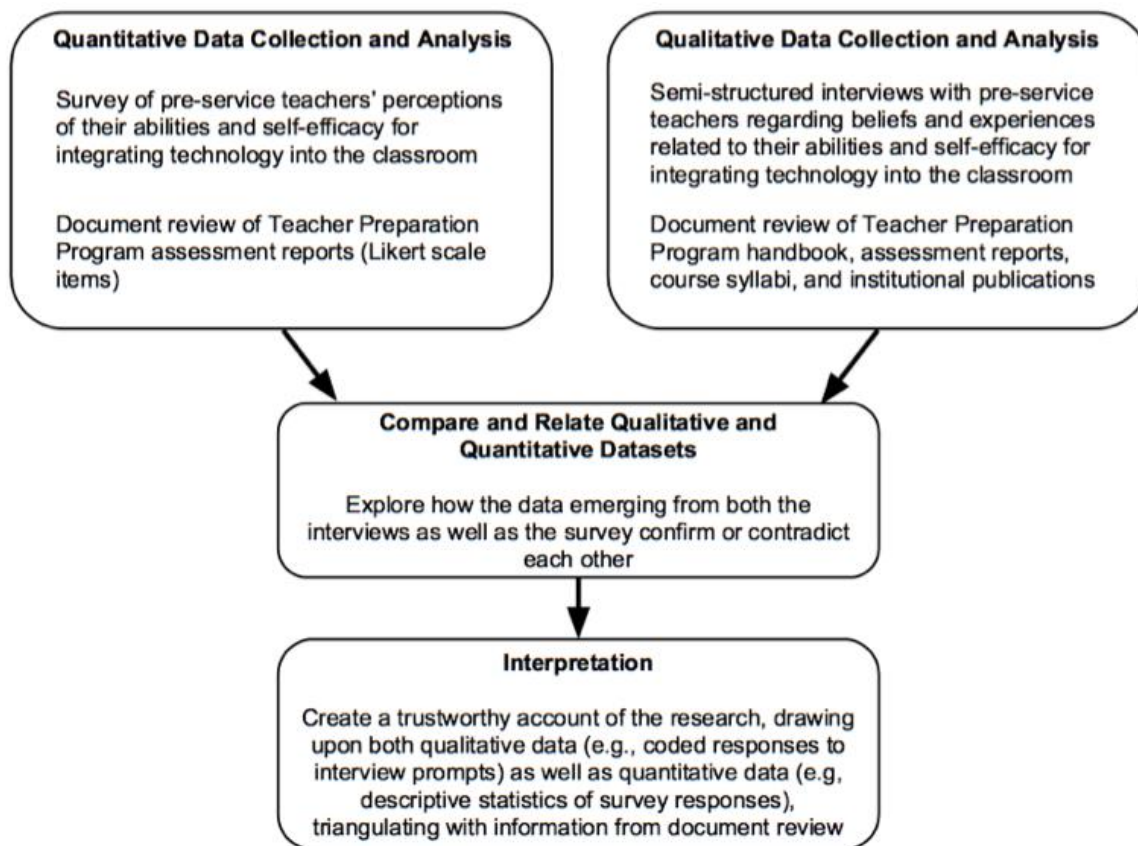 Quantitative Data Collection and Analysis
Survey of pre-service teachers' perceptions
of their abilities and self-efficacy for
integrating technology into the classroom
Document review of Teacher Preparation
Program assessment reports (Likert scale
items)
Qualitative Data Collection and Analysis
Semi-structured interviews with pre-service
teachers regarding beliefs and experiences
related to their abilities and self-efficacy for
integrating technology into the classroom
Document review of Teacher Preparation
Program handbook, assessment reports,
course syllabi, and institutional publications
Compare and Relate Qualitative and
Quantitative Datasets
Explore how the data emerging from both the
interviews as well as the survey confirm or contradict
each other
Interpretation
Create a trustworthy account of the research, drawing
upon both qualitative data (e.g., coded responses to
interview prompts) as well as quantitative data (e.g,
descriptive statistics of survey responses),
triangulating with information from document review